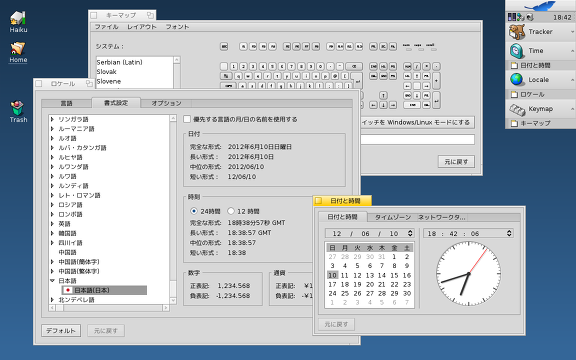 Haiku
Home
Trash
キーマップ
ファイル レイアウト フォント
システム：
Serbian (Latin)
Slovak
Slovene
イッチを Windows/Linux モードにする
元に戻す
18:42
Tracker
Time
日付と時間
Locale
ロケール
Keymap
キーマップ
ロケール
言語 書式設定 オプション
リンガラ語
ルーマニア語
ルオ語
ルバ・カタンガ語
ルヒヤ語
ルワンダ語
ルワ語
ルンディ語
レト・ロマン語
ロシア語
ロンボ語
英語
韓国語
四川イ語
中国語
中国語(簡体字)
中国語(繁体字)
日本語
日本語(日本)
北ンデベレ語
デフォルト 元に戻す
優先する言語の月/日の名前を使用する
日付
完全な形式: 2012年6月10日日曜日
長い形式: 2012年6月10日
中位の形式: 2012/06/10
短い形式: 12/06/10
時刻
24時間 12 時間
完全な形式: 18時38分57秒 GMT
長い形式: 18:38:57 GMT
中位の形式: 18:38:57
短い形式: 18:38
数字
正表記: 1,234.568
負表記: -1,234.568
通貨
正表記: ¥1
負表記: -¥1
日付と時間
日付と時間 タイムゾーン ネットワークタ...
12 / 06 / 10
18 : 42 : 06
日 月 火 水 木 金 土
27 28 29 30 31 1 2
3 4 5 6 7 8 9
10 11 12 13 14 15 16
17 18 19 20 21 22 23
24 25 26 27 28 29 30
1 2 3 4 5 6 7
元に戻す